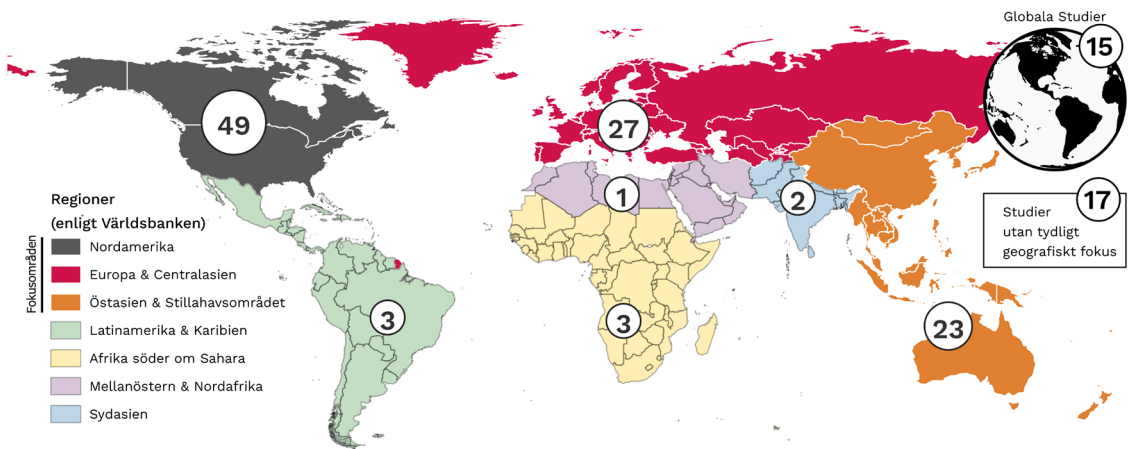 Globala Studier
15
49
27
1
2
17
Studier
utan tydligt
geografiskt fokus
Regioner
(enligt Världsbanken)
Fokusområden
Nordamerika
Europa & Centralasien
Östasien & Stillahavsområdet
Latinamerika & Karibien
Afrika söder om Sahara
Mellanöstern & Nordafrika
Sydasien
3
3
23